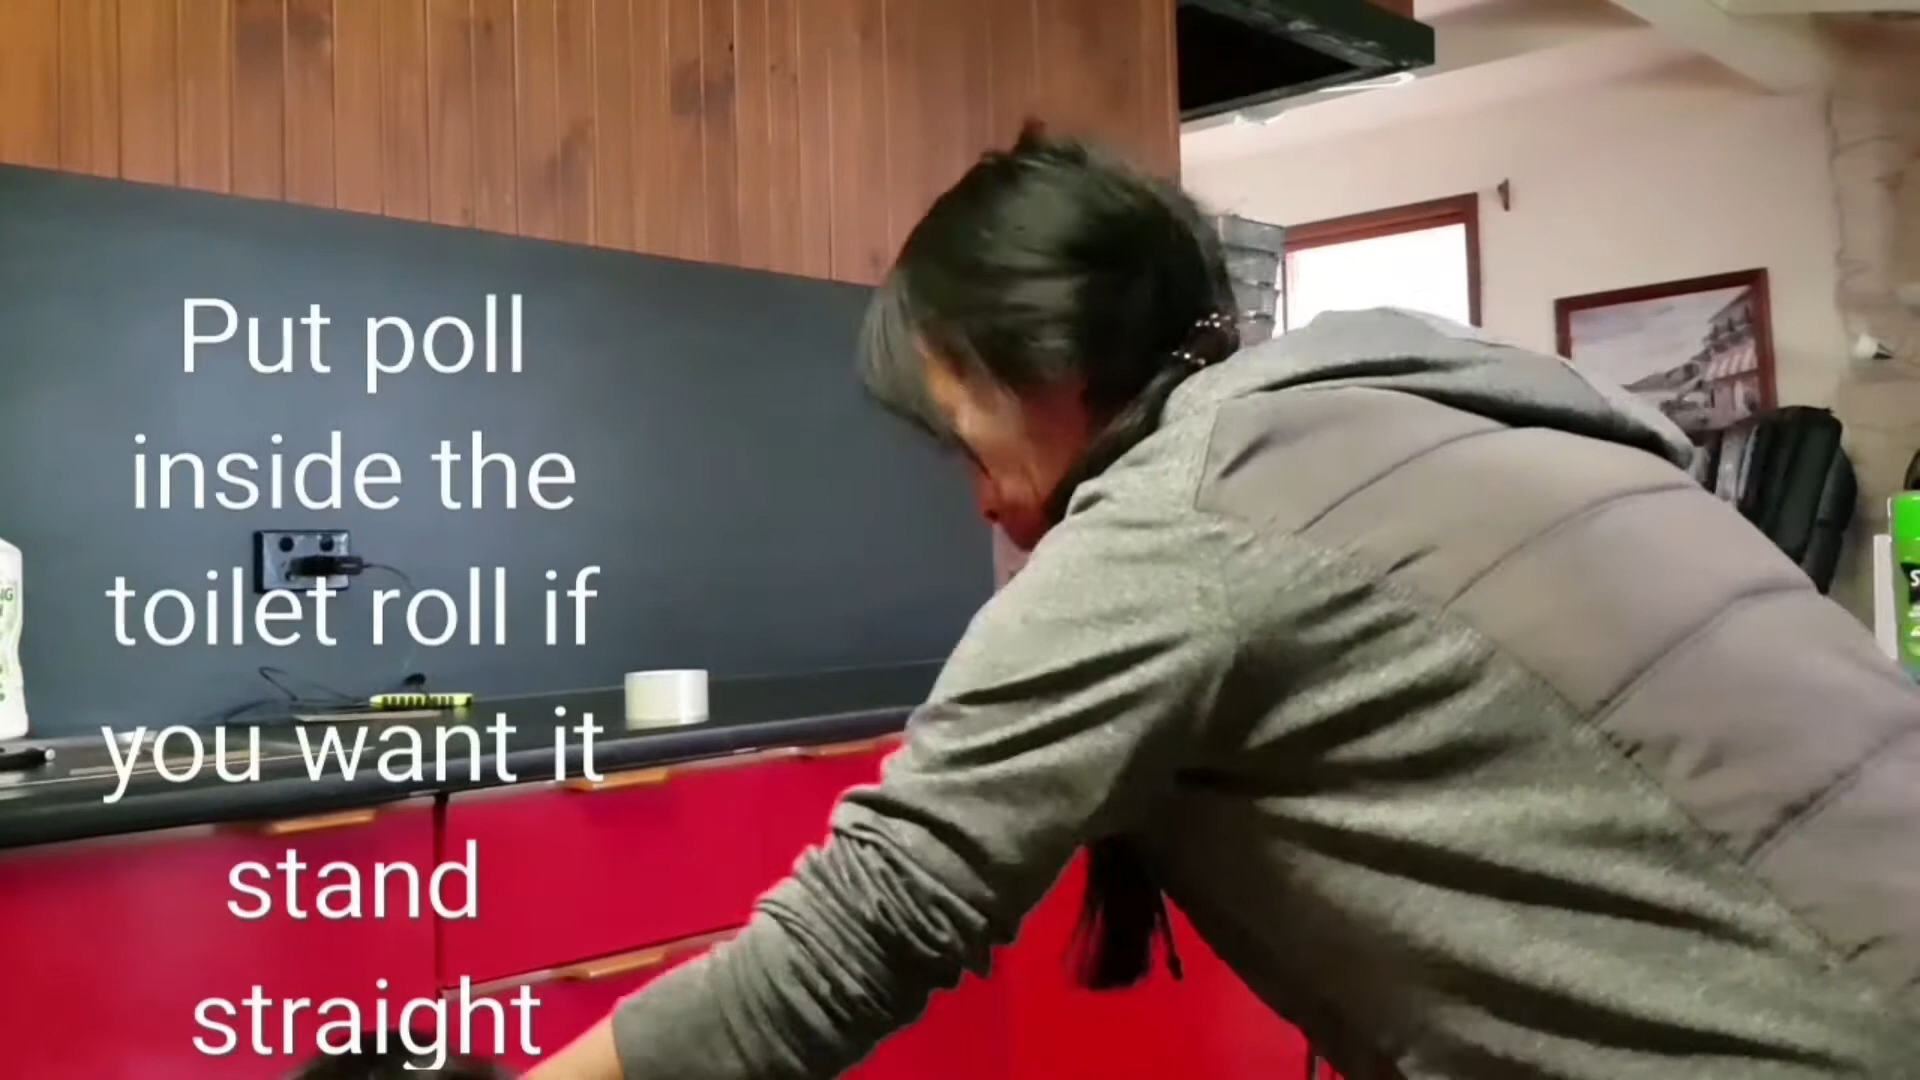 Put poll
inside the
toilet roll if
you want it
stand
straight